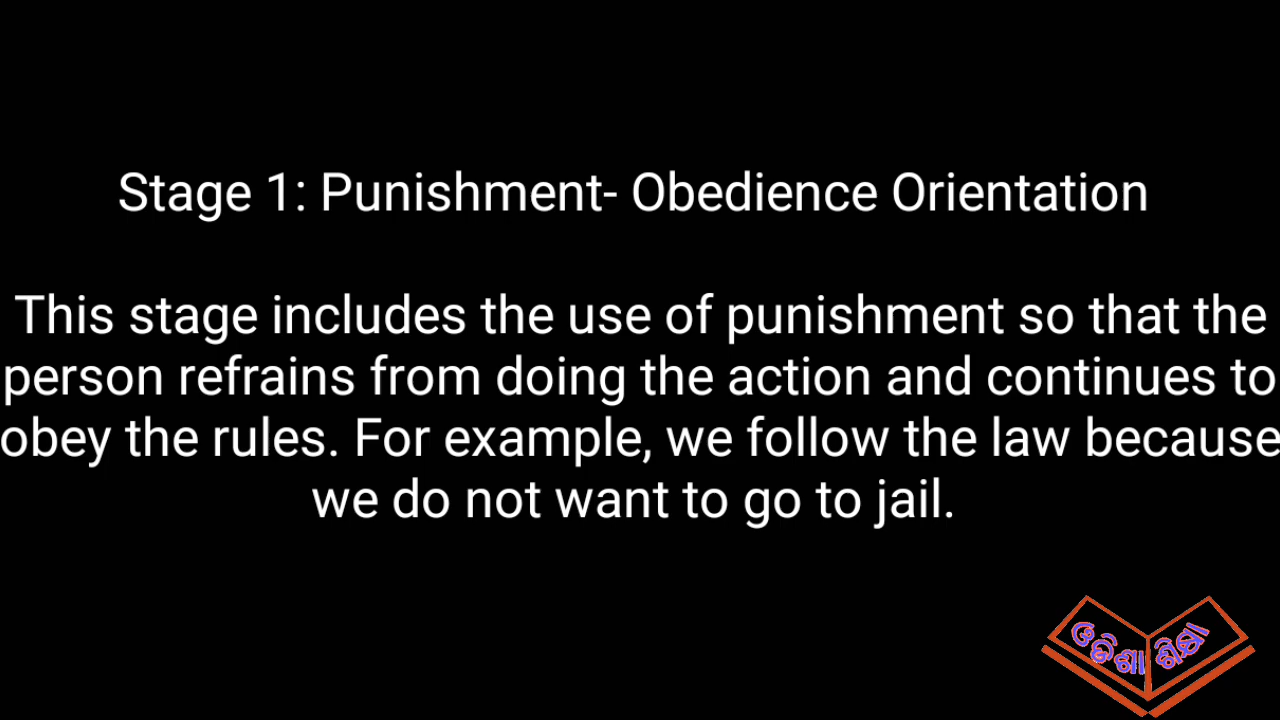 Stage 1: Punishment- Obedience Orientation
This stage includes the use of punishment so that the
person refrains from doing the action and continues to
obey the rules. For example, we follow the law because
we do not want to go to jail.
ଓଡିଶା ଶିକ୍ଷା